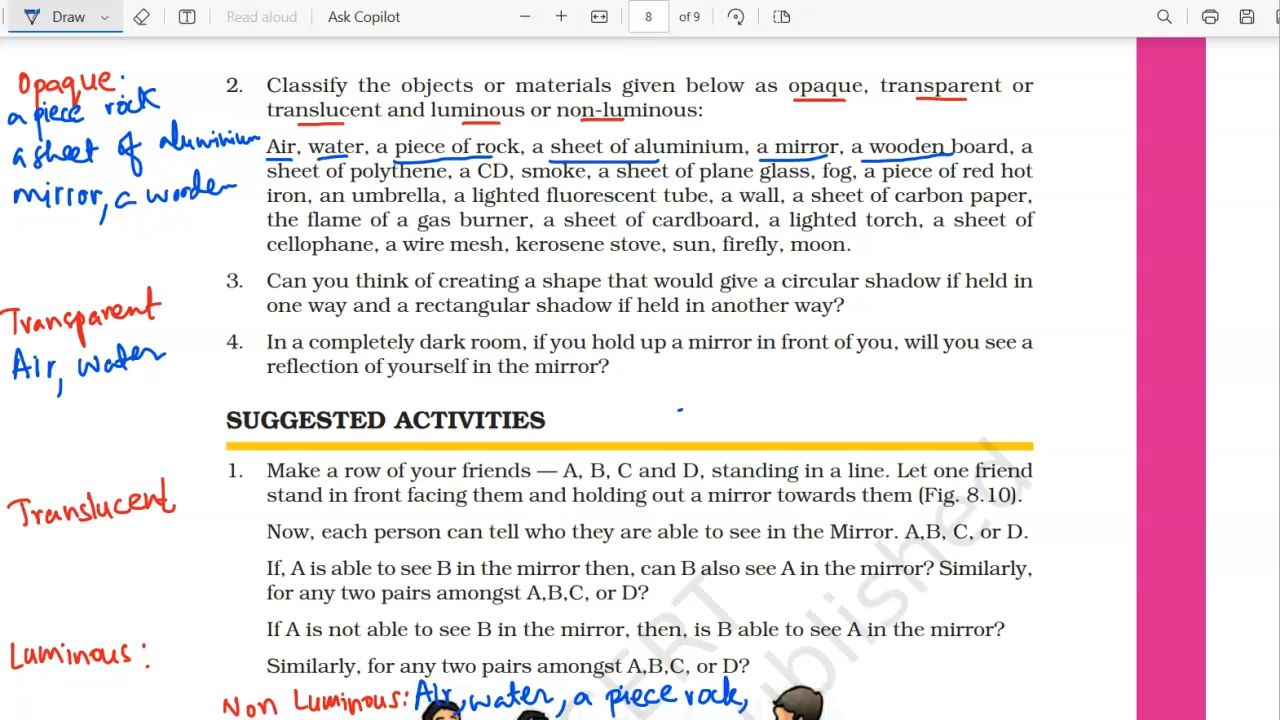 Draw
Read aloud
Ask Copilot
8
of 9
Opaque:
a piece rock
a sheet of aluminium
mirror, a wooden
Transparent
Air, water
Translucent
Luminous:
2. Classify the objects or materials given below as opaque, transparent or
translucent and luminous or non-luminous:
Air, water, a piece of rock, a sheet of aluminium, a mirror, a wooden board, a
sheet of polythene, a CD, smoke, a sheet of plane glass, fog, a piece of red hot
iron, an umbrella, a lighted fluorescent tube, a wall, a sheet of carbon paper,
the flame of a gas burner, a sheet of cardboard, a lighted torch, a sheet of
cellophane, a wire mesh, kerosene stove, sun, firefly, moon.
3. Can you think of creating a shape that would give a circular shadow if held in
one way and a rectangular shadow if held in another way?
4. In a completely dark room, if you hold up a mirror in front of you, will you see a
reflection of yourself in the mirror?
SUGGESTED ACTIVITIES
1. Make a row of your friends — A, B, C and D, standing in a line. Let one friend
stand in front facing them and holding out a mirror towards them (Fig. 8.10).
Now, each person can tell who they are able to see in the Mirror. A,B, C, or D.
If, A is able to see B in the mirror then, can B also see A in the mirror? Similarly,
for any two pairs amongst A,B,C, or D?
If A is not able to see B in the mirror, then, is B able to see A in the mirror?
Similarly, for any two pairs amongst A,B,C, or D?
Non Luminous: Air, water, a piece rock,